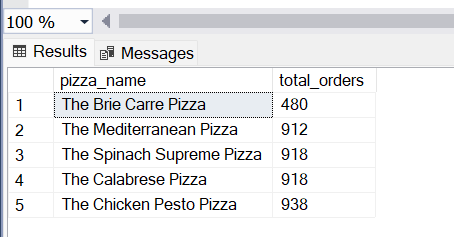 100 %
Results Messages
pizza_name total_orders
1 The Brie Carre Pizza 480
2 The Mediterranean Pizza 912
3 The Spinach Supreme Pizza 918
4 The Calabrese Pizza 918
5 The Chicken Pesto Pizza 938